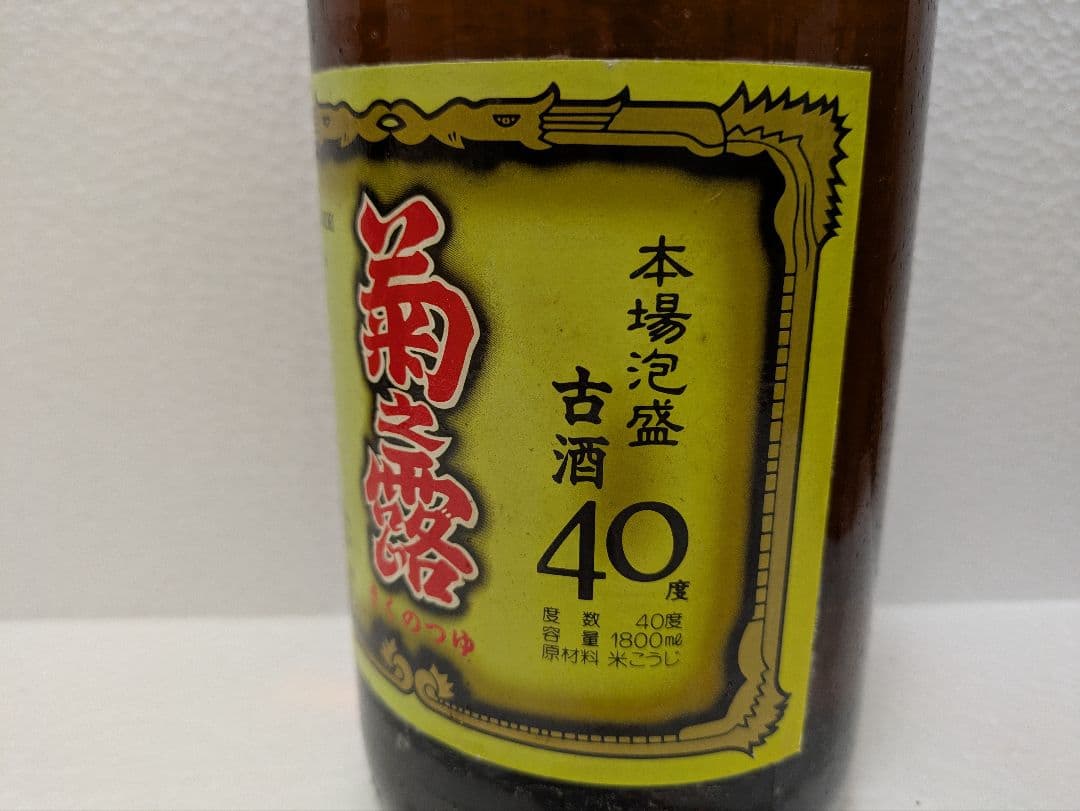 本場泡盛
古酒
40度
菊之露
きくのつゆ
度数 40度
容量 1800ml
原材料 米こうじ